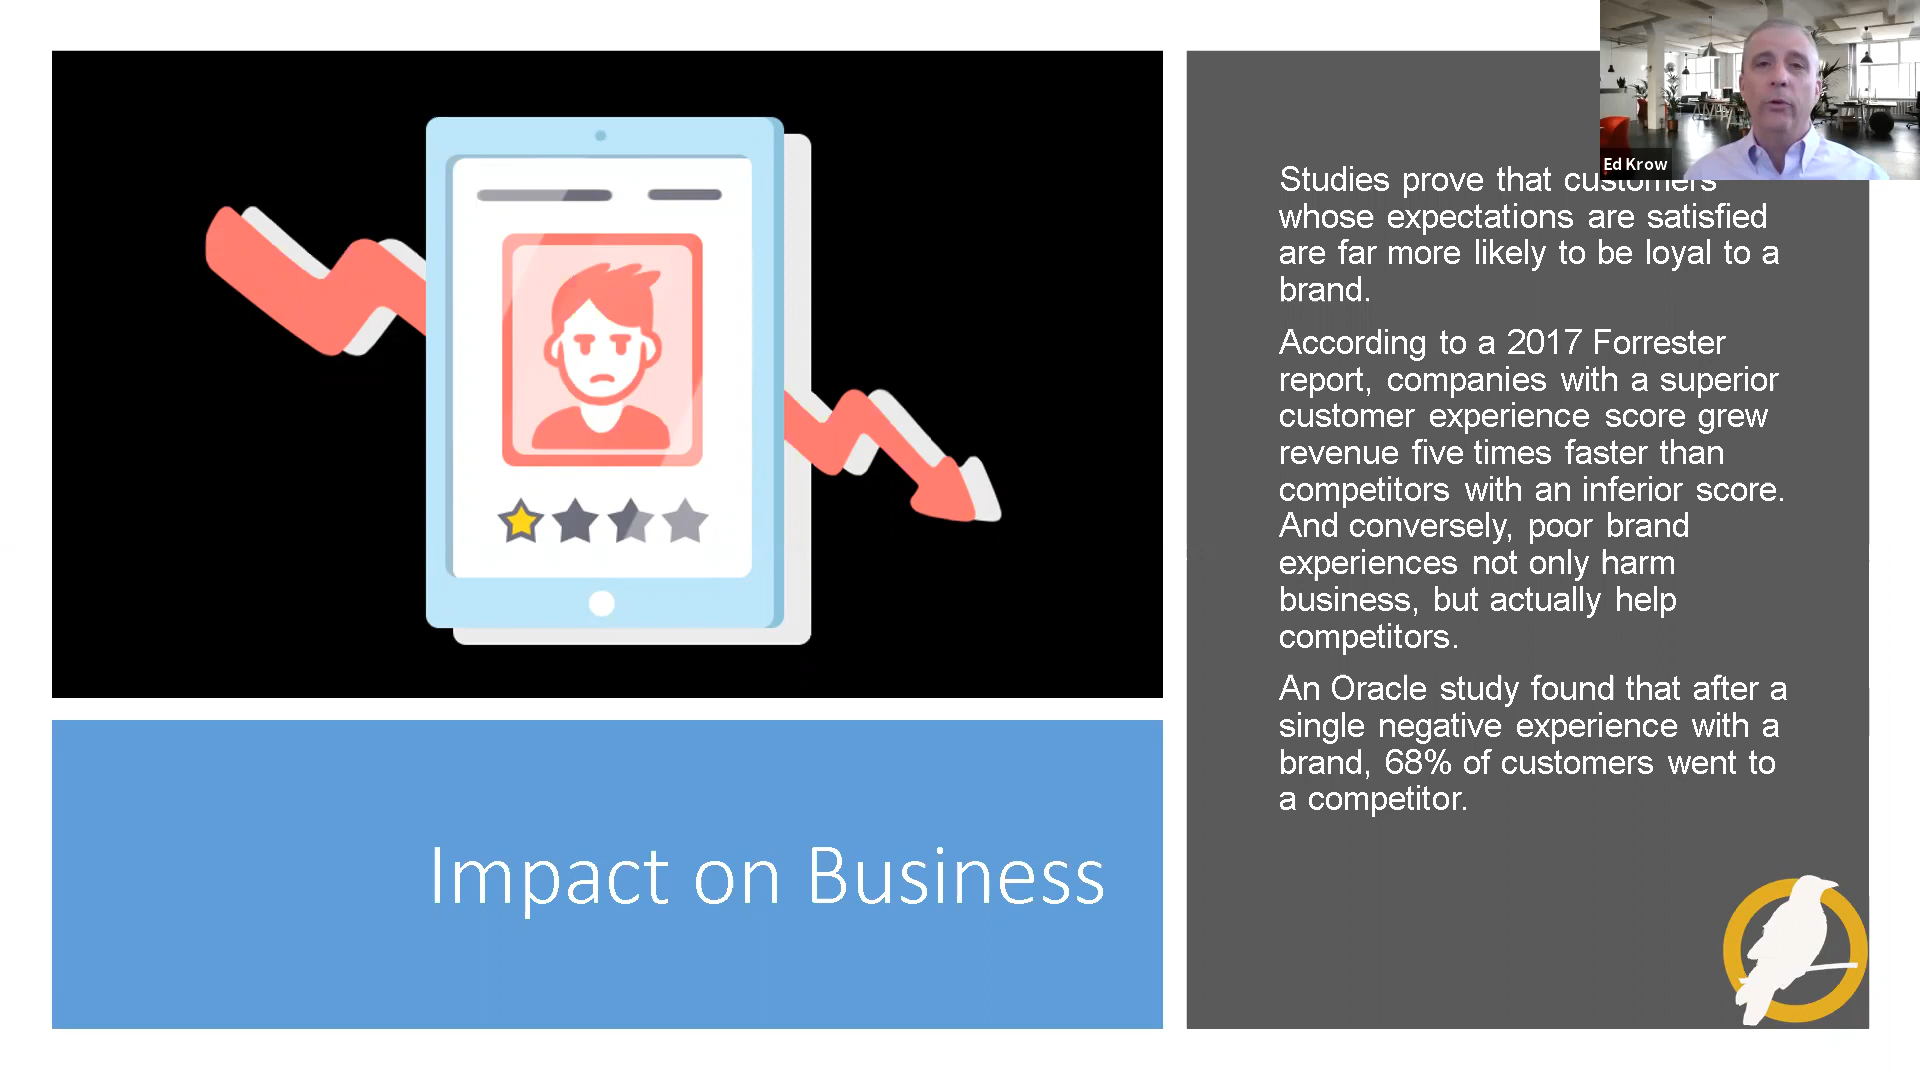 Ed Krow
Studies prove that customers
whose expectations are satisfied
are far more likely to be loyal to a
brand.
According to a 2017 Forrester
report, companies with a superior
customer experience score grew
revenue five times faster than
competitors with an inferior score.
And conversely, poor brand
experiences not only harm
business, but actually help
competitors.
An Oracle study found that after a
single negative experience with a
brand, 68% of customers went to
a competitor.
Impact on Business